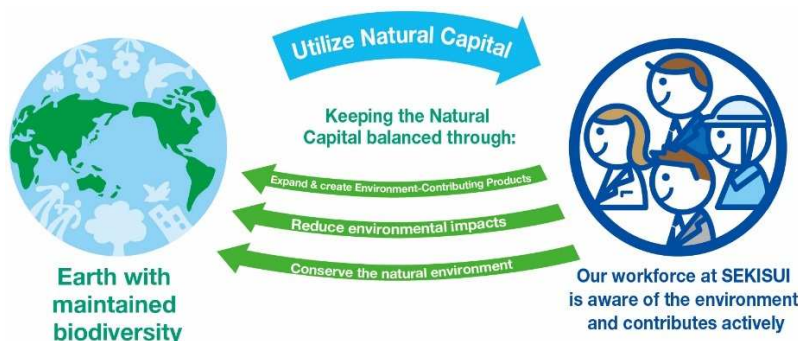 Utilize Natural Capital
Keeping the Natural
Capital balanced through:
Expand & create Environment-Contributing Products
Reduce environmental impacts
Conserve the natural environment
Earth with
maintained
biodiversity
Our workforce at SEKISUI
is aware of the environment
and contributes actively